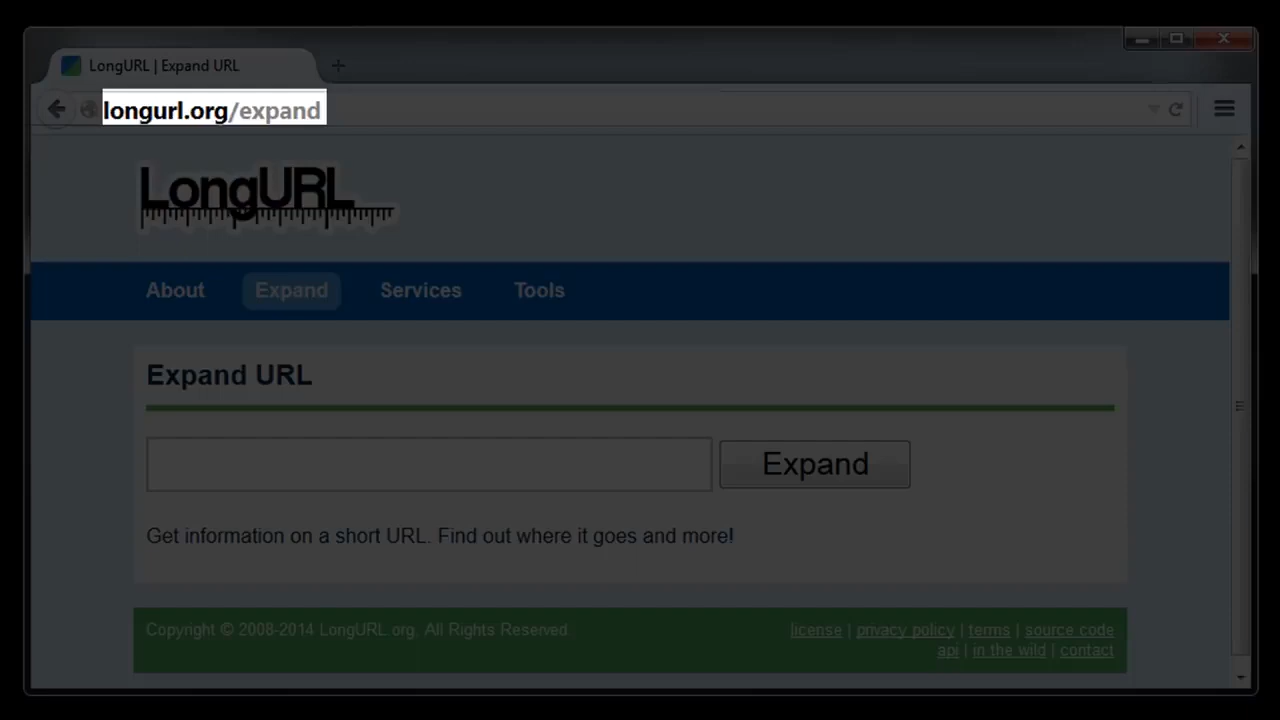 LongURL | Expand URL
longurl.org/expand
LongURL
About Expand Services Tools
Expand URL
Expand
Get information on a short URL. Find out where it goes and more!
Copyright © 2008-2014 LongURL.org. All Rights Reserved.
license | privacy policy | terms | source code
api | in the wild | contact